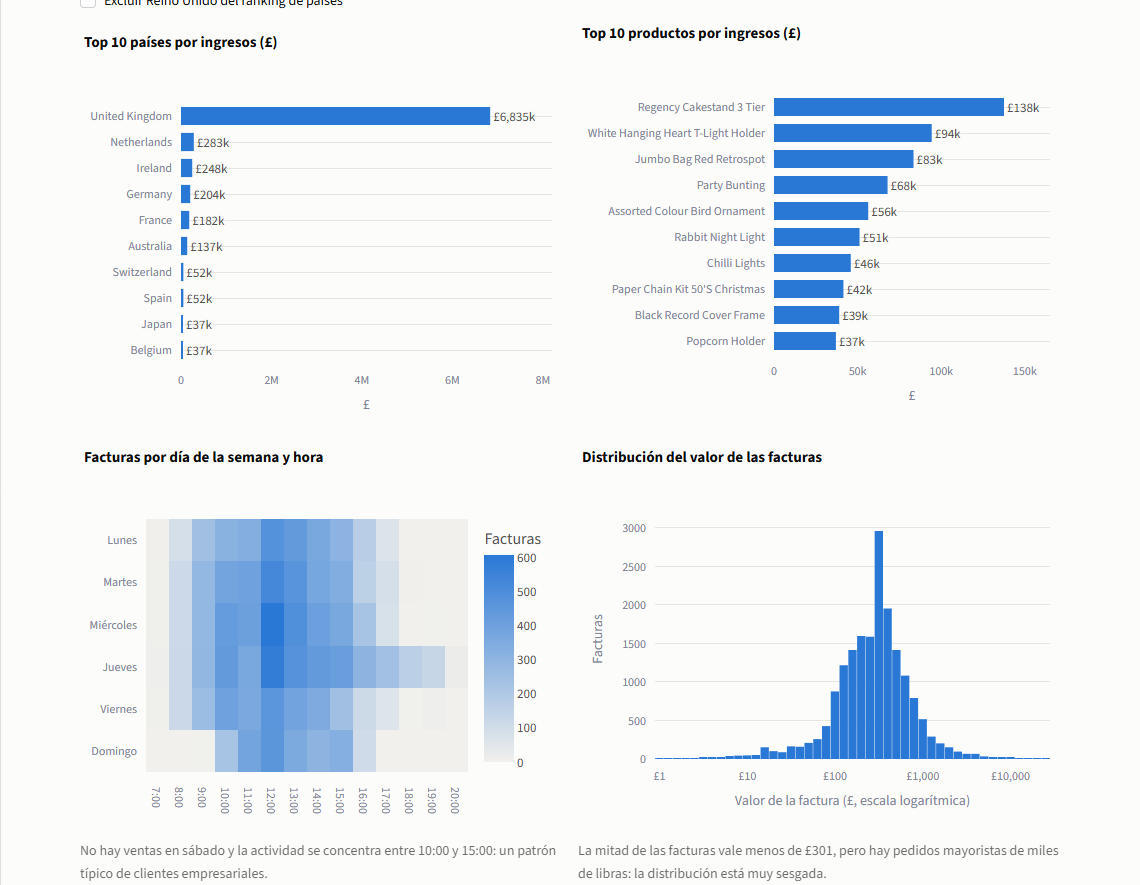 Excluir Reino Unido del ranking de países
Top 10 países por ingresos (£)
United Kingdom £6,835k
Netherlands £283k
Ireland £248k
Germany £204k
France £182k
Australia £137k
Switzerland £52k
Spain £52k
Japan £37k
Belgium £37k
0 2M 4M 6M 8M
£
Top 10 productos por ingresos (£)
Regency Cakestand 3 Tier £138k
White Hanging Heart T-Light Holder £94k
Jumbo Bag Red Retrospot £83k
Party Bunting £68k
Assorted Colour Bird Ornament £56k
Rabbit Night Light £51k
Chilli Lights £46k
Paper Chain Kit 50'S Christmas £42k
Black Record Cover Frame £39k
Popcorn Holder £37k
0 50k 100k 150k
£
Facturas por día de la semana y hora
Lunes
Martes
Miércoles
Jueves
Viernes
Domingo
7:00 8:00 9:00 10:00 11:00 12:00 13:00 14:00 15:00 16:00 17:00 18:00 19:00 20:00
Facturas
600
500
400
300
200
100
0
No hay ventas en sábado y la actividad se concentra entre 10:00 y 15:00: un patrón
típico de clientes empresariales.
Distribución del valor de las facturas
Facturas
3000
2500
2000
1500
1000
500
0
£1 £10 £100 £1,000 £10,000
Valor de la factura (£, escala logarítmica)
La mitad de las facturas vale menos de £301, pero hay pedidos mayoristas de miles
de libras: la distribución está muy sesgada.